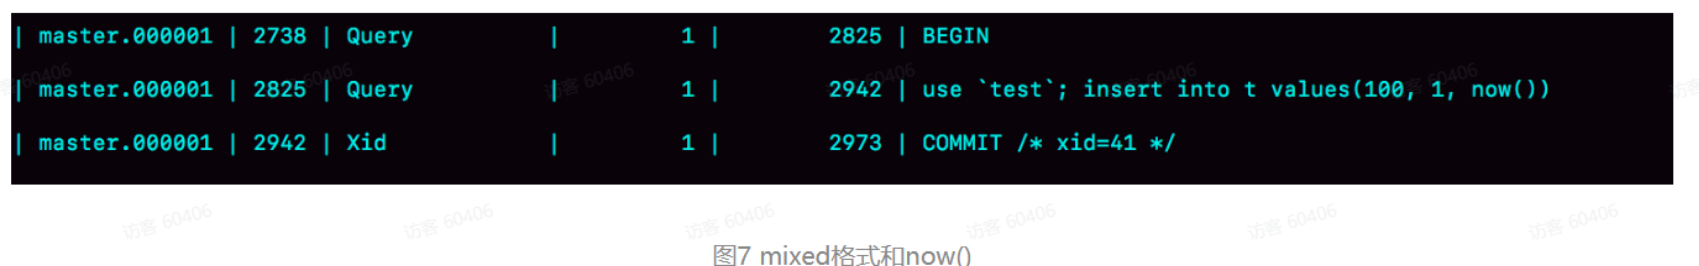 | master.000001 | 2738 | Query | 1 | 2825 | BEGIN
| master.000001 | 2825 | Query | 1 | 2942 | use `test`; insert into t values(100, 1, now())
| master.000001 | 2942 | Xid | 1 | 2973 | COMMIT /* xid=41 */
访客 60406 访客 60406 访客 60406 访客 60406 访客 60406 访客 60406
图7 mixed格式和now()